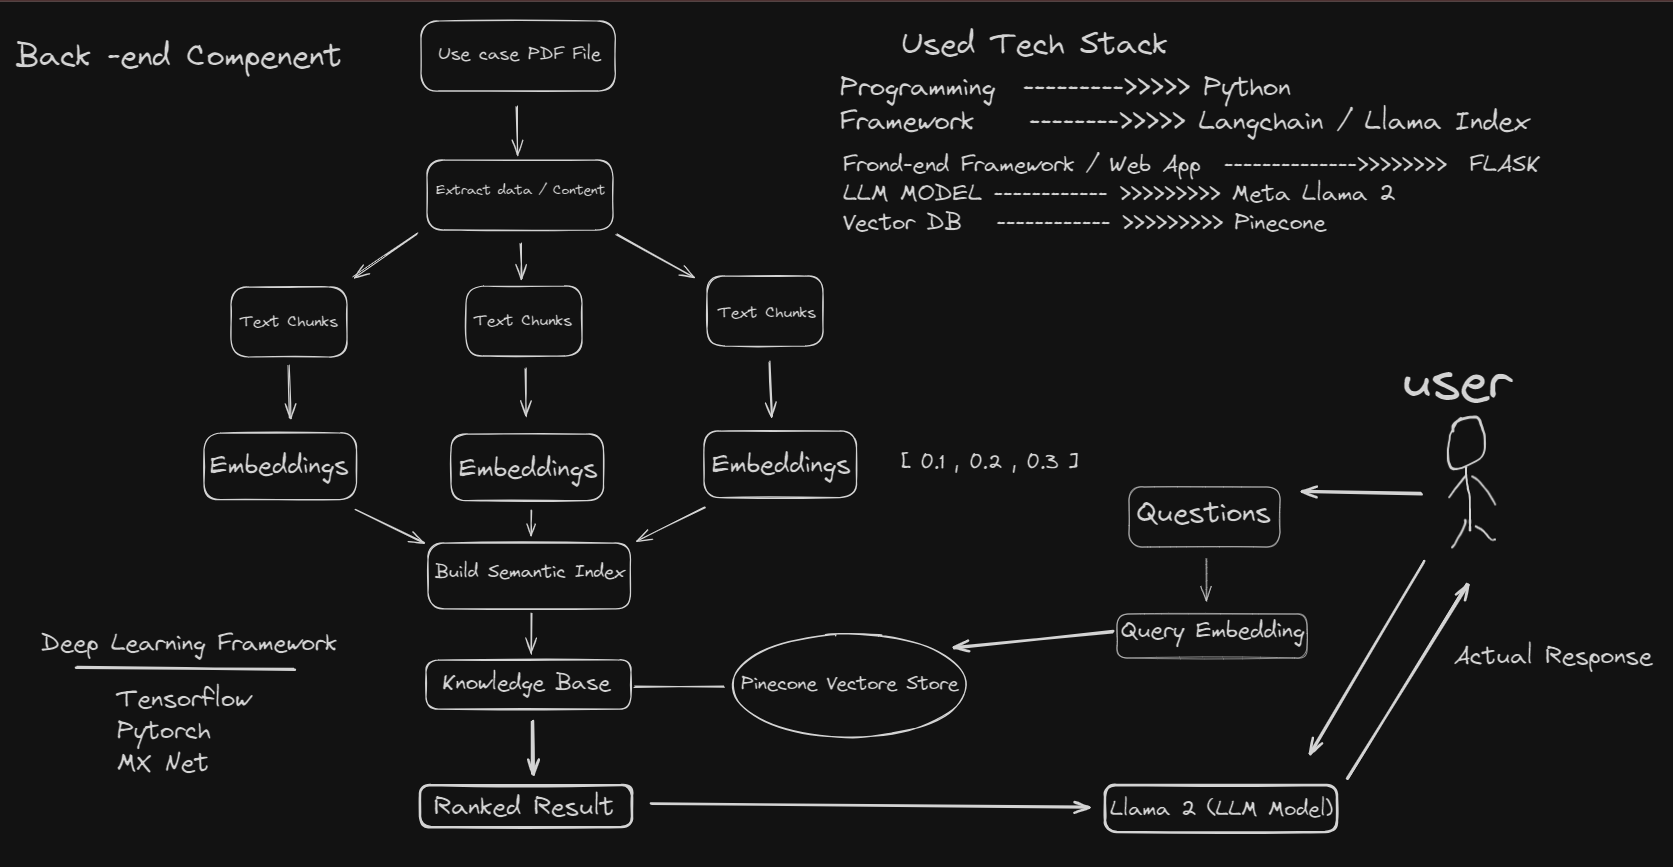 Back -end Compenent
Use case PDF File
Used Tech Stack
Programming --------->>>>> Python
Framework -------->>>>> Langchain / Llama Index
Frond-end Framework / Web App -------------->>>>>>>> FLASK
LLM MODEL ------------ >>>>>>>>> Meta Llama 2
Vector DB ------------ >>>>>>>>> Pinecone
Extract data / Content
Text Chunks
Text Chunks
Text Chunks
Embeddings
Embeddings
Embeddings
[ 0.1 , 0.2 , 0.3 ]
user
Questions
Build Semantic Index
Query Embedding
Deep Learning Framework
Tensorflow
Pytorch
MX Net
Knowledge Base
Pinecone Vectore Store
Actual Response
Ranked Result
Llama 2 (LLM Model)